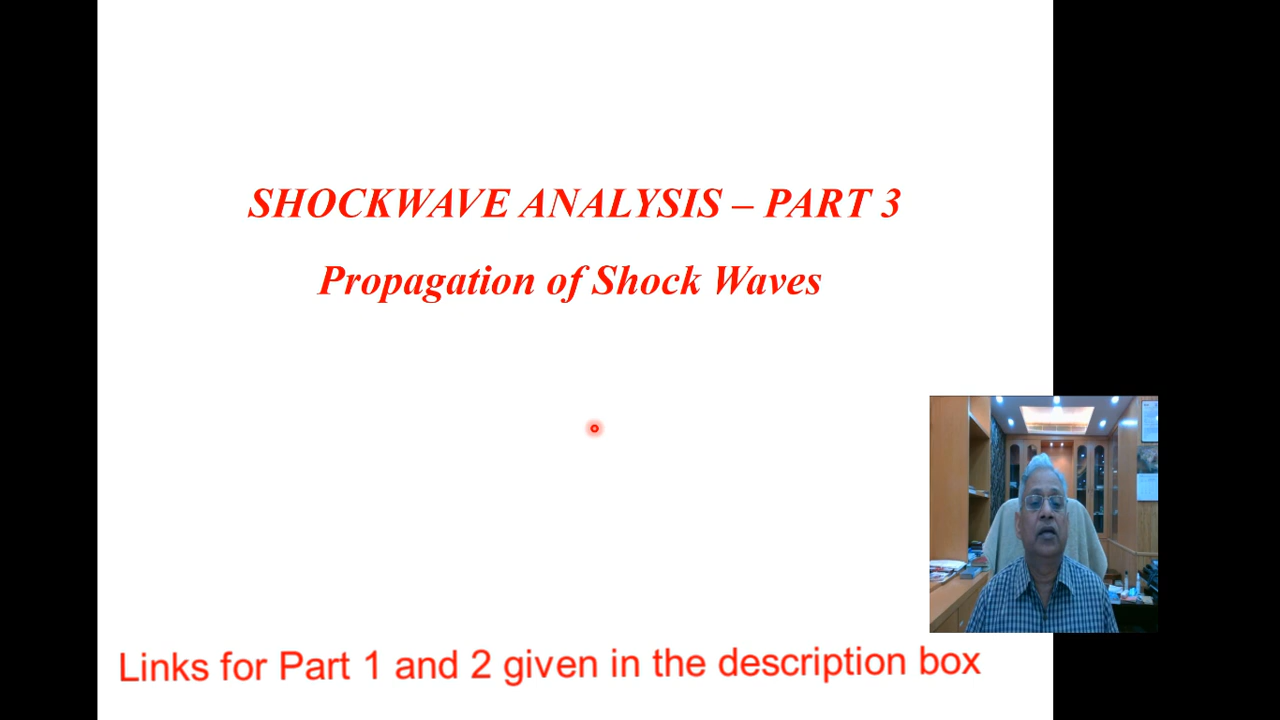 SHOCKWAVE ANALYSIS – PART 3
Propagation of Shock Waves
Links for Part 1 and 2 given in the description box